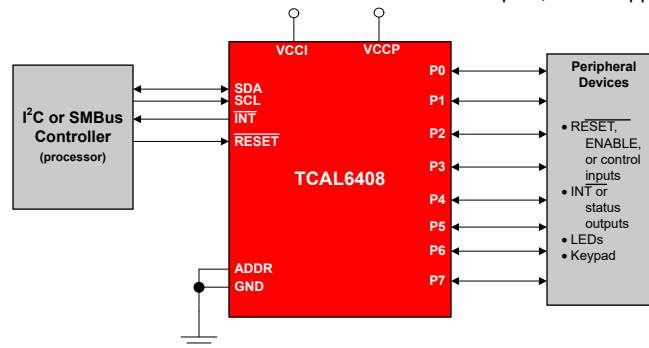 VCCI
VCCP
I²C or SMBus
Controller
(processor)
SDA
SCL
INT
RESET
ADDR
GND
TCAL6408
P0
P1
P2
P3
P4
P5
P6
P7
Peripheral
Devices
• RESET,
ENABLE,
or control
inputs
• INT or
status
outputs
• LEDs
• Keypad